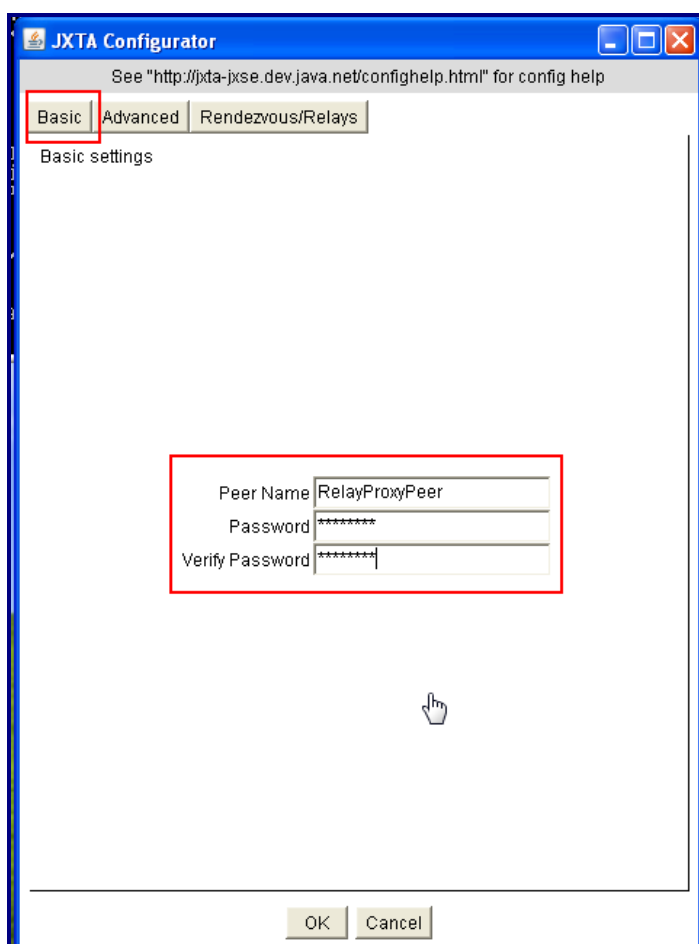 JXTA Configurator
See "http://jxta-jxse.dev.java.net/confighelp.html" for config help
Basic Advanced Rendezvous/Relays
Basic settings
Peer Name RelayProxyPeer
Password ********
Verify Password ********
OK Cancel